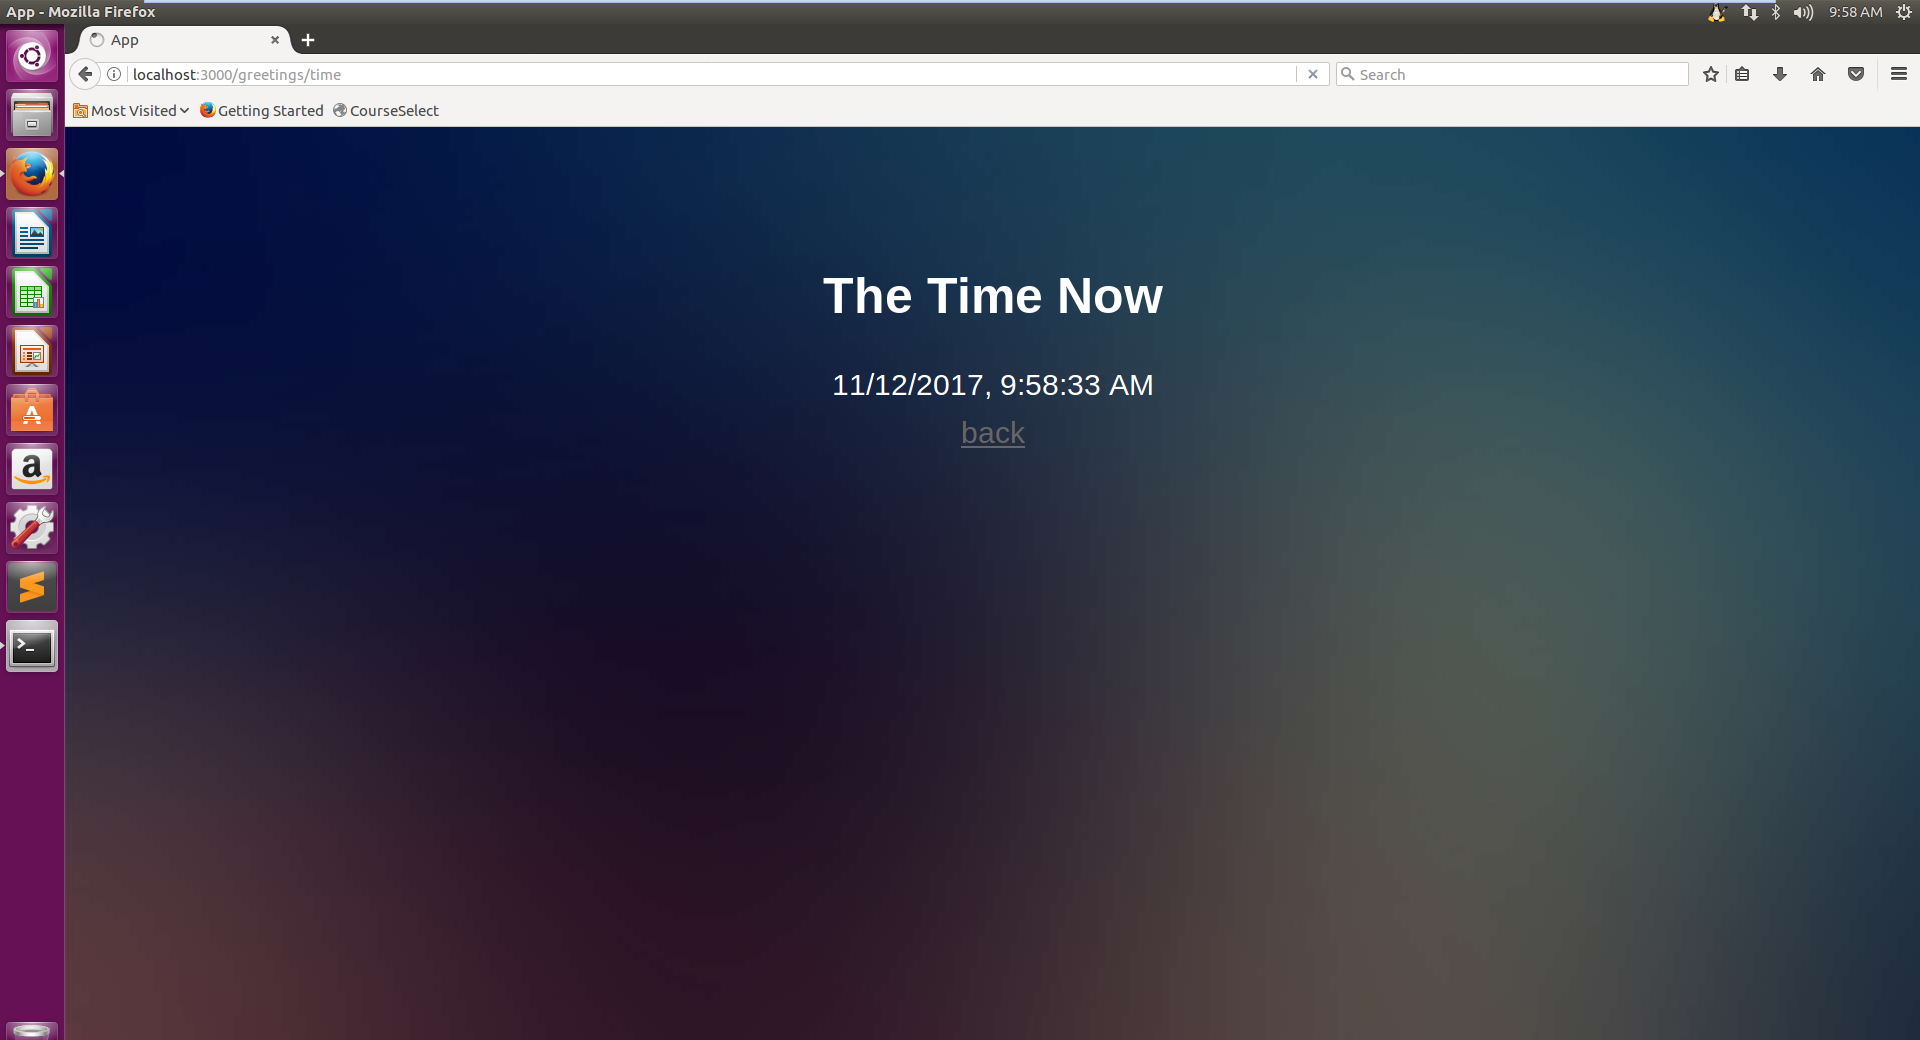 App - Mozilla Firefox
9:58 AM
App
localhost:3000/greetings/time
Search
Most Visited
Getting Started
CourseSelect
The Time Now
11/12/2017, 9:58:33 AM
back